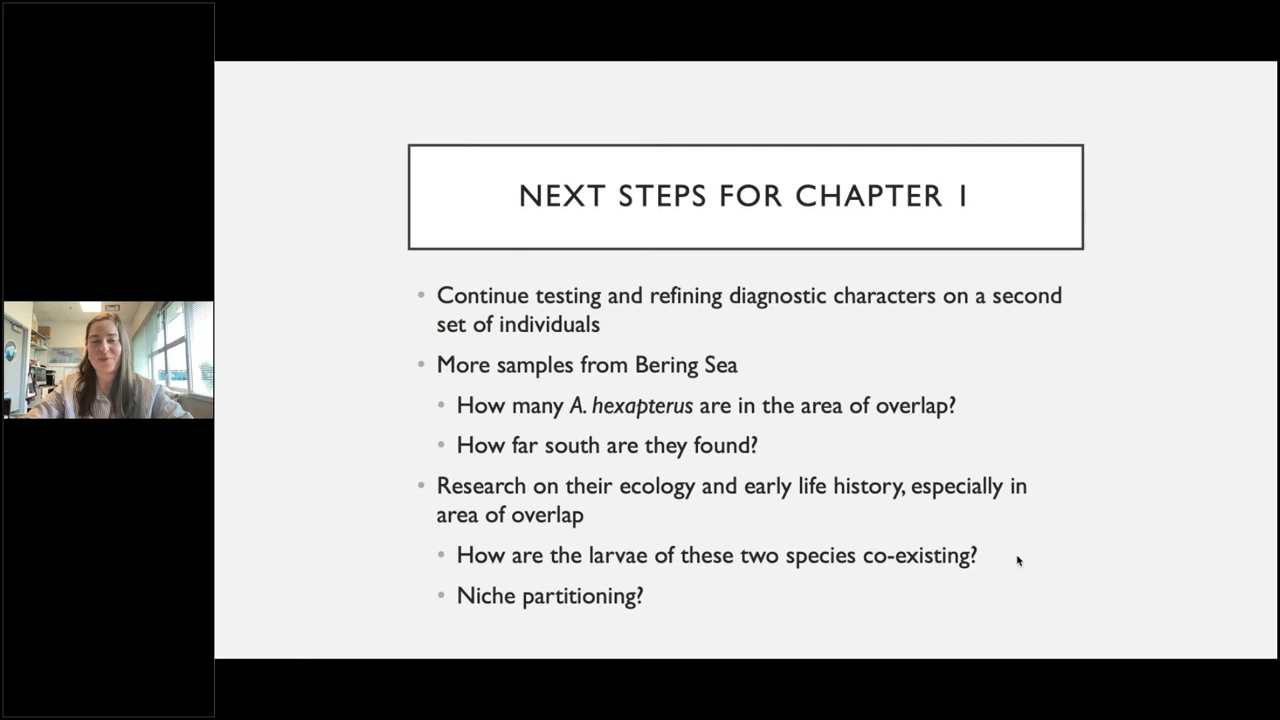 NEXT STEPS FOR CHAPTER 1
• Continue testing and refining diagnostic characters on a second
set of individuals
• More samples from Bering Sea
• How many A. hexapterus are in the area of overlap?
• How far south are they found?
• Research on their ecology and early life history, especially in
area of overlap
• How are the larvae of these two species co-existing?
• Niche partitioning?